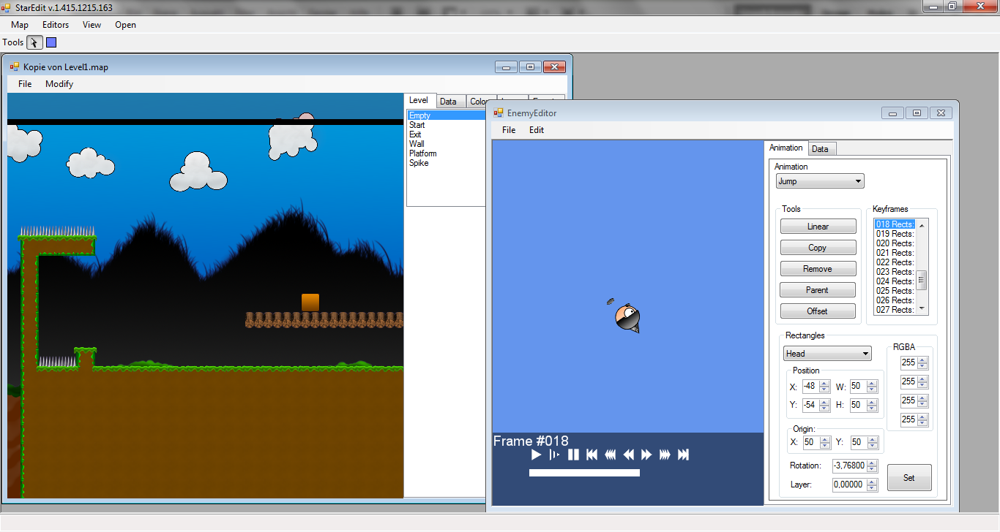 StarEdit v.1.415.1215.163
Map Editors View Open
Tools
Kopie von Level1.map
File Modify
Level Data Colo
Empty
Start
Exit
Wall
Platform
Spike
EnemyEditor
File Edit
Animation Data
Animation
Jump
Tools
Linear
Copy
Remove
Parent
Offset
Keyframes
018 Rects:
019 Rects:
020 Rects:
021 Rects:
022 Rects:
023 Rects:
024 Rects:
025 Rects:
026 Rects:
027 Rects:
Rectangles
Head
Position
X: -48 W: 50
Y: -54 H: 50
Origin:
X: 50 Y: 50
Rotation: -3,76800
Layer: 0,00000
RGBA
255
255
255
255
Set
Frame #018